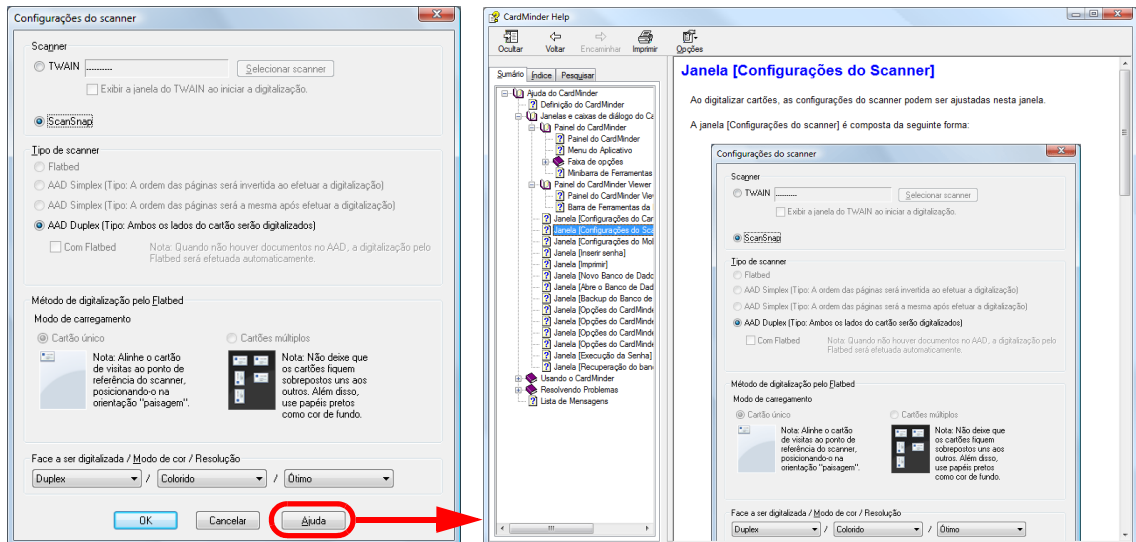 Configurações do scanner
Scanner
TWAIN ----------
Selecionar scanner
Exibir a janela do TWAIN ao iniciar a digitalização.
ScanSnap
Tipo de scanner
Flatbed
AAD Simplex (Tipo: A ordem das páginas será invertida ao efetuar a digitalização)
AAD Simplex (Tipo: A ordem das páginas será a mesma após efetuar a digitalização)
AAD Duplex (Tipo: Ambos os lados do cartão serão digitalizados)
Com Flatbed
Nota: Quando não houver documentos no AAD, a digitalização pelo
Flatbed será efetuada automaticamente.
Método de digitalização pelo Flatbed
Modo de carregamento
Cartão único
Cartões múltiplos
Nota: Alinhe o cartão
de visitas ao ponto de
referência do scanner,
posicionando-o na
orientação "paisagem".
Nota: Não deixe que
os cartões fiquem
sobrepostos uns aos
outros. Além disso,
use papéis pretos
como cor de fundo.
Face a ser digitalizada / Modo de cor / Resolução
Duplex / Colorido / Ótimo
OK Cancelar Ajuda
CardMinder Help
Ocultar Voltar Encaminhar Imprimir Opções
Sumário Índice Pesquisar
Ajuda do CardMinder
Definição do CardMinder
Janelas e caixas de diálogo do Ca
Painel do CardMinder
Painel do CardMinder
Menu do Aplicativo
Faixa de opções
Minibarra de Ferramentas
Painel do CardMinder Viewer
Painel do CardMinder Vie
Barra de Ferramentas da
Janela [Configurações do Car
Janela [Configurações do Sca
Janela [Configurações do Mol
Janela [Inserir senha]
Janela [Imprimir]
Janela [Novo Banco de Dado
Janela [Abre o Banco de Dad
Janela [Backup do Banco de
Janela [Opções do CardMinde
Janela [Opções do CardMinde
Janela [Opções do CardMinde
Janela [Opções do CardMinde
Janela [Execução da Senha]
Janela [Recuperação do ban
Usando o CardMinder
Resolvendo Problemas
Lista de Mensagens
Janela [Configurações do Scanner]
Ao digitalizar cartões, as configurações do scanner podem ser ajustadas nesta janela.
A janela [Configurações do scanner] é composta da seguinte forma:
Configurações do scanner
Scanner
TWAIN ----------
Selecionar scanner
Exibir a janela do TWAIN ao iniciar a digitalização.
ScanSnap
Tipo de scanner
Flatbed
AAD Simplex (Tipo: A ordem das páginas será invertida ao efetuar a digitalização)
AAD Simplex (Tipo: A ordem das páginas será a mesma após efetuar a digitalização)
AAD Duplex (Tipo: Ambos os lados do cartão serão digitalizados)
Com Flatbed
Nota: Quando não houver documentos no AAD, a digitalização pelo
Flatbed será efetuada automaticamente.
Método de digitalização pelo Flatbed
Modo de carregamento
Cartão único
Cartões múltiplos
Nota: Alinhe o cartão
de visitas ao ponto de
referência do scanner,
posicionando-o na
orientação "paisagem".
Nota: Não deixe que
os cartões fiquem
sobrepostos uns aos
outros. Além disso,
use papéis pretos
como cor de fundo.
Face a ser digitalizada / Modo de cor / Resolução
Duplex / Colorido / Ótimo